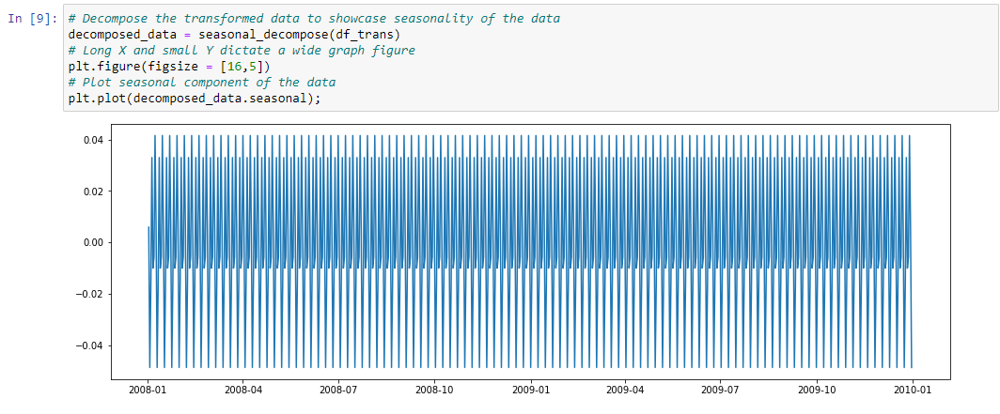 In [9]: # Decompose the transformed data to showcase seasonality of the data
decomposed_data = seasonal_decompose(df_trans)
# Long X and small Y dictate a wide graph figure
plt.figure(figsize = [16,5])
# Plot seasonal component of the data
plt.plot(decomposed_data.seasonal);
0.04
0.02
0.00
−0.02
−0.04
2008-01 2008-04 2008-07 2008-10 2009-01 2009-04 2009-07 2009-10 2010-01